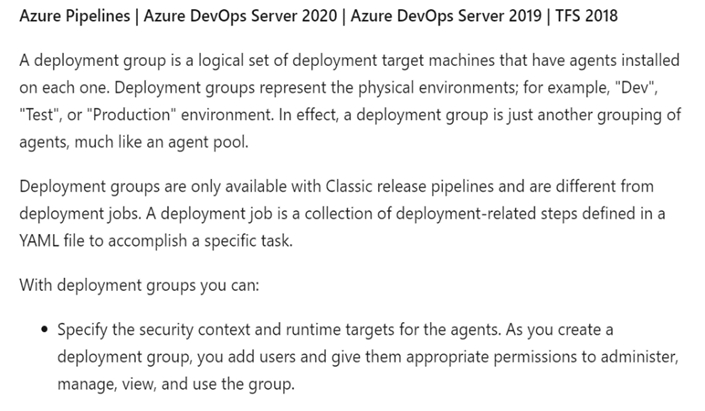 Azure Pipelines | Azure DevOps Server 2020 | Azure DevOps Server 2019 | TFS 2018
A deployment group is a logical set of deployment target machines that have agents installed
on each one. Deployment groups represent the physical environments; for example, "Dev",
"Test", or "Production" environment. In effect, a deployment group is just another grouping of
agents, much like an agent pool.
Deployment groups are only available with Classic release pipelines and are different from
deployment jobs. A deployment job is a collection of deployment-related steps defined in a
YAML file to accomplish a specific task.
With deployment groups you can:
• Specify the security context and runtime targets for the agents. As you create a
deployment group, you add users and give them appropriate permissions to administer,
manage, view, and use the group.